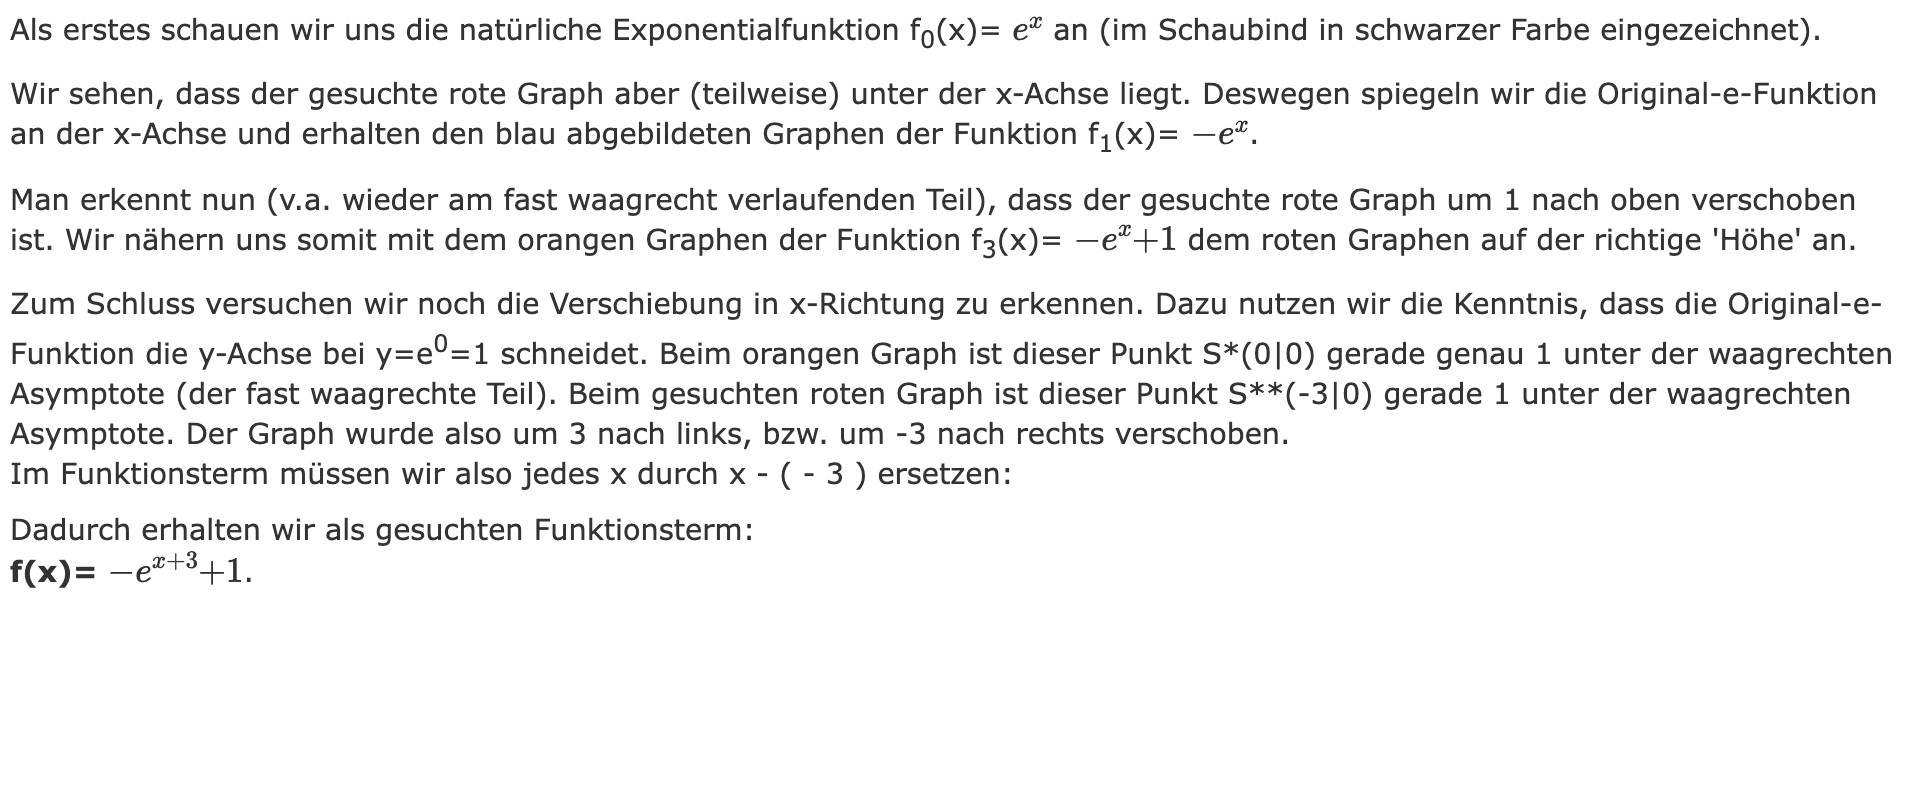 Als erstes schauen wir uns die natürliche Exponentialfunktion f₀(x)= eˣ an (im Schaubind in schwarzer Farbe eingezeichnet).
Wir sehen, dass der gesuchte rote Graph aber (teilweise) unter der x-Achse liegt. Deswegen spiegeln wir die Original-e-Funktion
an der x-Achse und erhalten den blau abgebildeten Graphen der Funktion f₁(x)= −eˣ.
Man erkennt nun (v.a. wieder am fast waagrecht verlaufenden Teil), dass der gesuchte rote Graph um 1 nach oben verschoben
ist. Wir nähern uns somit mit dem orangen Graphen der Funktion f₃(x)= −eˣ+1 dem roten Graphen auf der richtige 'Höhe' an.
Zum Schluss versuchen wir noch die Verschiebung in x-Richtung zu erkennen. Dazu nutzen wir die Kenntnis, dass die Original-e-
Funktion die y-Achse bei y=e⁰=1 schneidet. Beim orangen Graph ist dieser Punkt S*(0|0) gerade genau 1 unter der waagrechten
Asymptote (der fast waagrechte Teil). Beim gesuchten roten Graph ist dieser Punkt S**(-3|0) gerade 1 unter der waagrechten
Asymptote. Der Graph wurde also um 3 nach links, bzw. um -3 nach rechts verschoben.
Im Funktionsterm müssen wir also jedes x durch x - ( - 3 ) ersetzen:
Dadurch erhalten wir als gesuchten Funktionsterm:
f(x)= −eˣ⁺³+1.